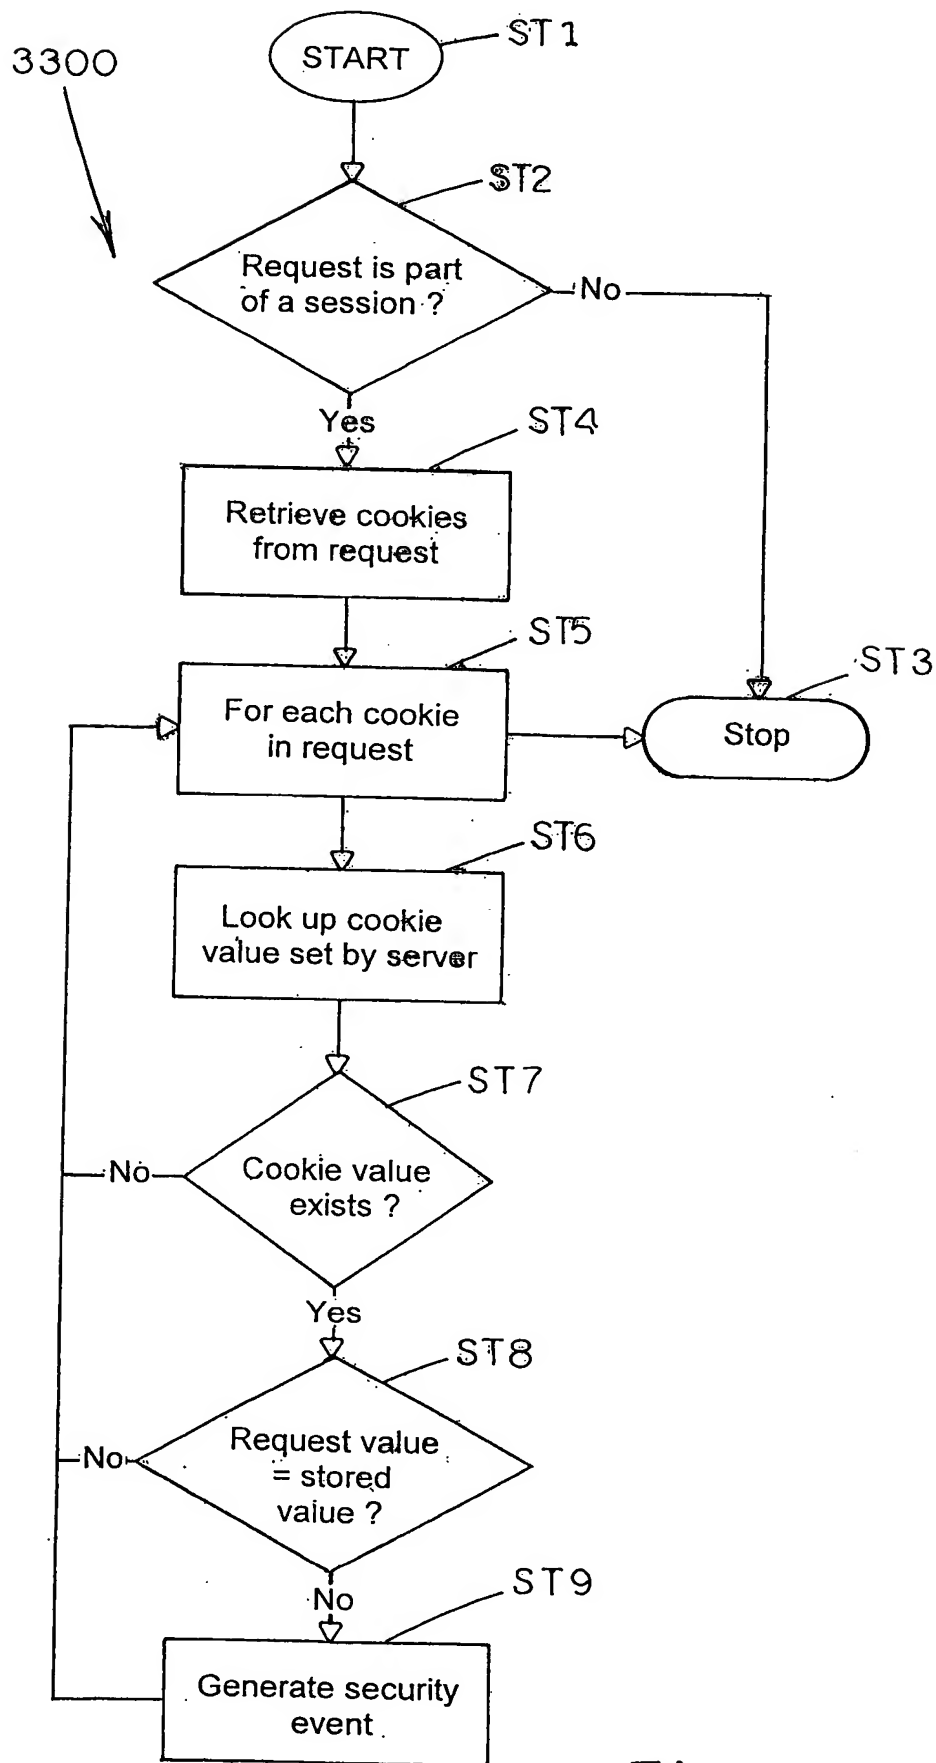 START
ST1
3300
ST2
Request is part
of a session ?
No
Yes
ST4
Retrieve cookies
from request
ST5
For each cookie
in request
ST3
Stop
ST6
Look up cookie
value set by server
ST7
Cookie value
exists ?
No
Yes
ST8
Request value
= stored
value ?
No
No
ST9
Generate security
event